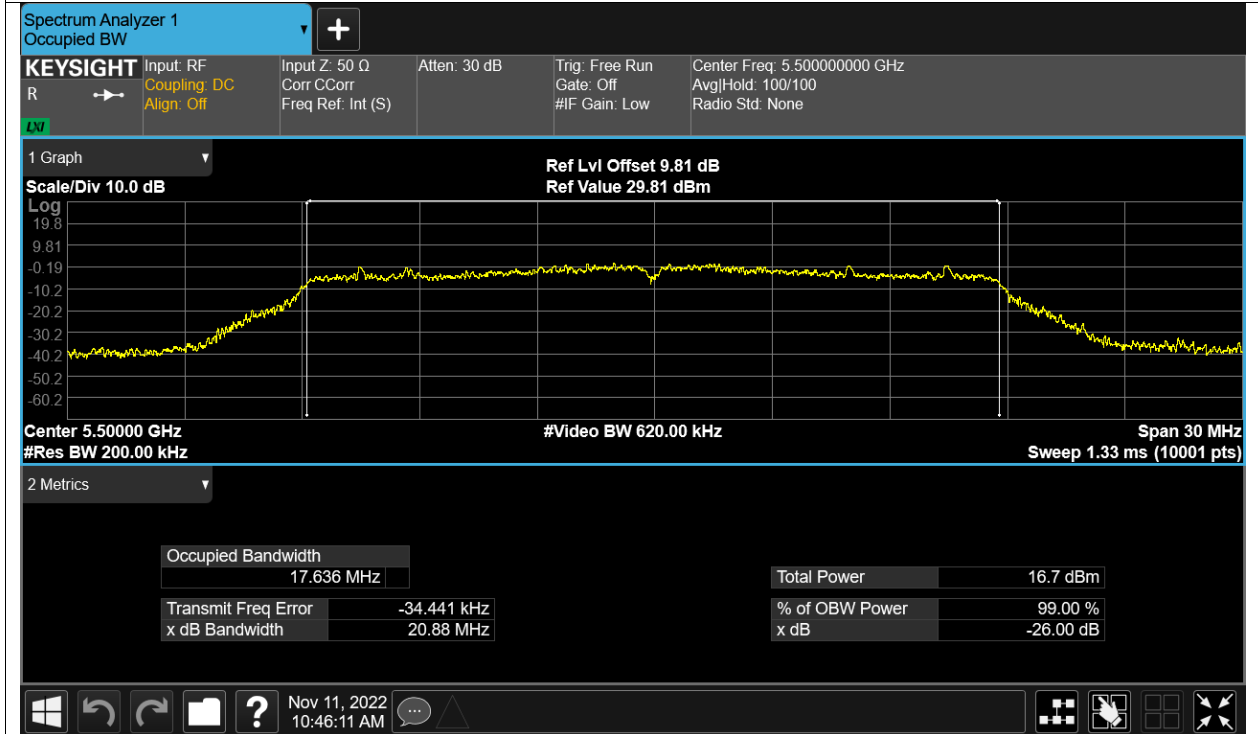 Spectrum Analyzer 1
Occupied BW
KEYSIGHT
R
LXI
Input: RF
Coupling: DC
Align: Off
Input Z: 50 Ω
Corr CCorr
Freq Ref: Int (S)
Atten: 30 dB
Trig: Free Run
Gate: Off
#IF Gain: Low
Center Freq: 5.500000000 GHz
Avg|Hold: 100/100
Radio Std: None
1 Graph
Scale/Div 10.0 dB
Ref Lvl Offset 9.81 dB
Ref Value 29.81 dBm
Log
19.8
9.81
-0.19
-10.2
-20.2
-30.2
-40.2
-50.2
-60.2
Center 5.50000 GHz
#Video BW 620.00 kHz
Span 30 MHz
#Res BW 200.00 kHz
Sweep 1.33 ms (10001 pts)
2 Metrics
Occupied Bandwidth
17.636 MHz
Total Power 16.7 dBm
Transmit Freq Error -34.441 kHz
% of OBW Power 99.00 %
x dB Bandwidth 20.88 MHz
x dB -26.00 dB
?
Nov 11, 2022
10:46:11 AM